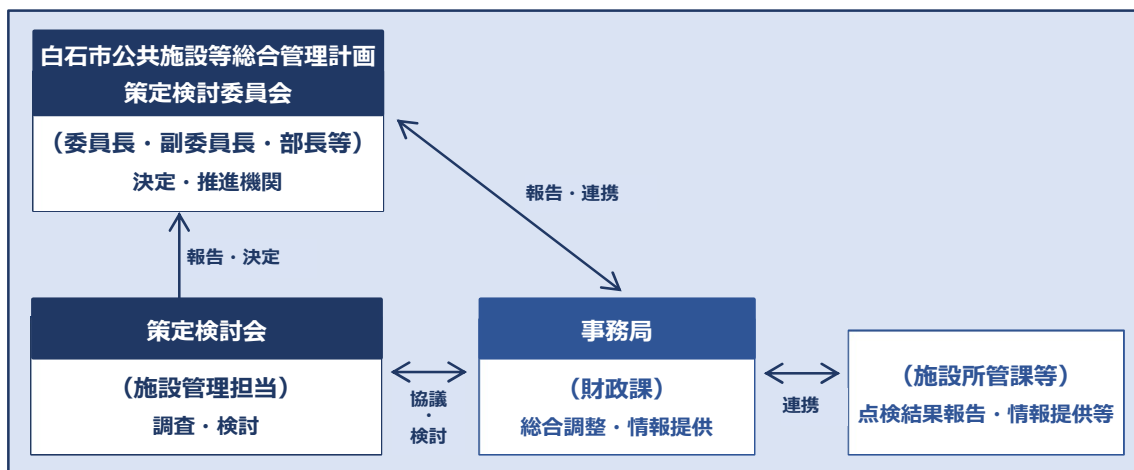 白石市公共施設等総合管理計画
策定検討委員会
（委員長・副委員長・部長等）
決定・推進機関
報告・連携
報告・決定
策定検討会
（施設管理担当）
調査・検討
協議
・
検討
事務局
（財政課）
総合調整・情報提供
連携
（施設所管課等）
点検結果報告・情報提供等